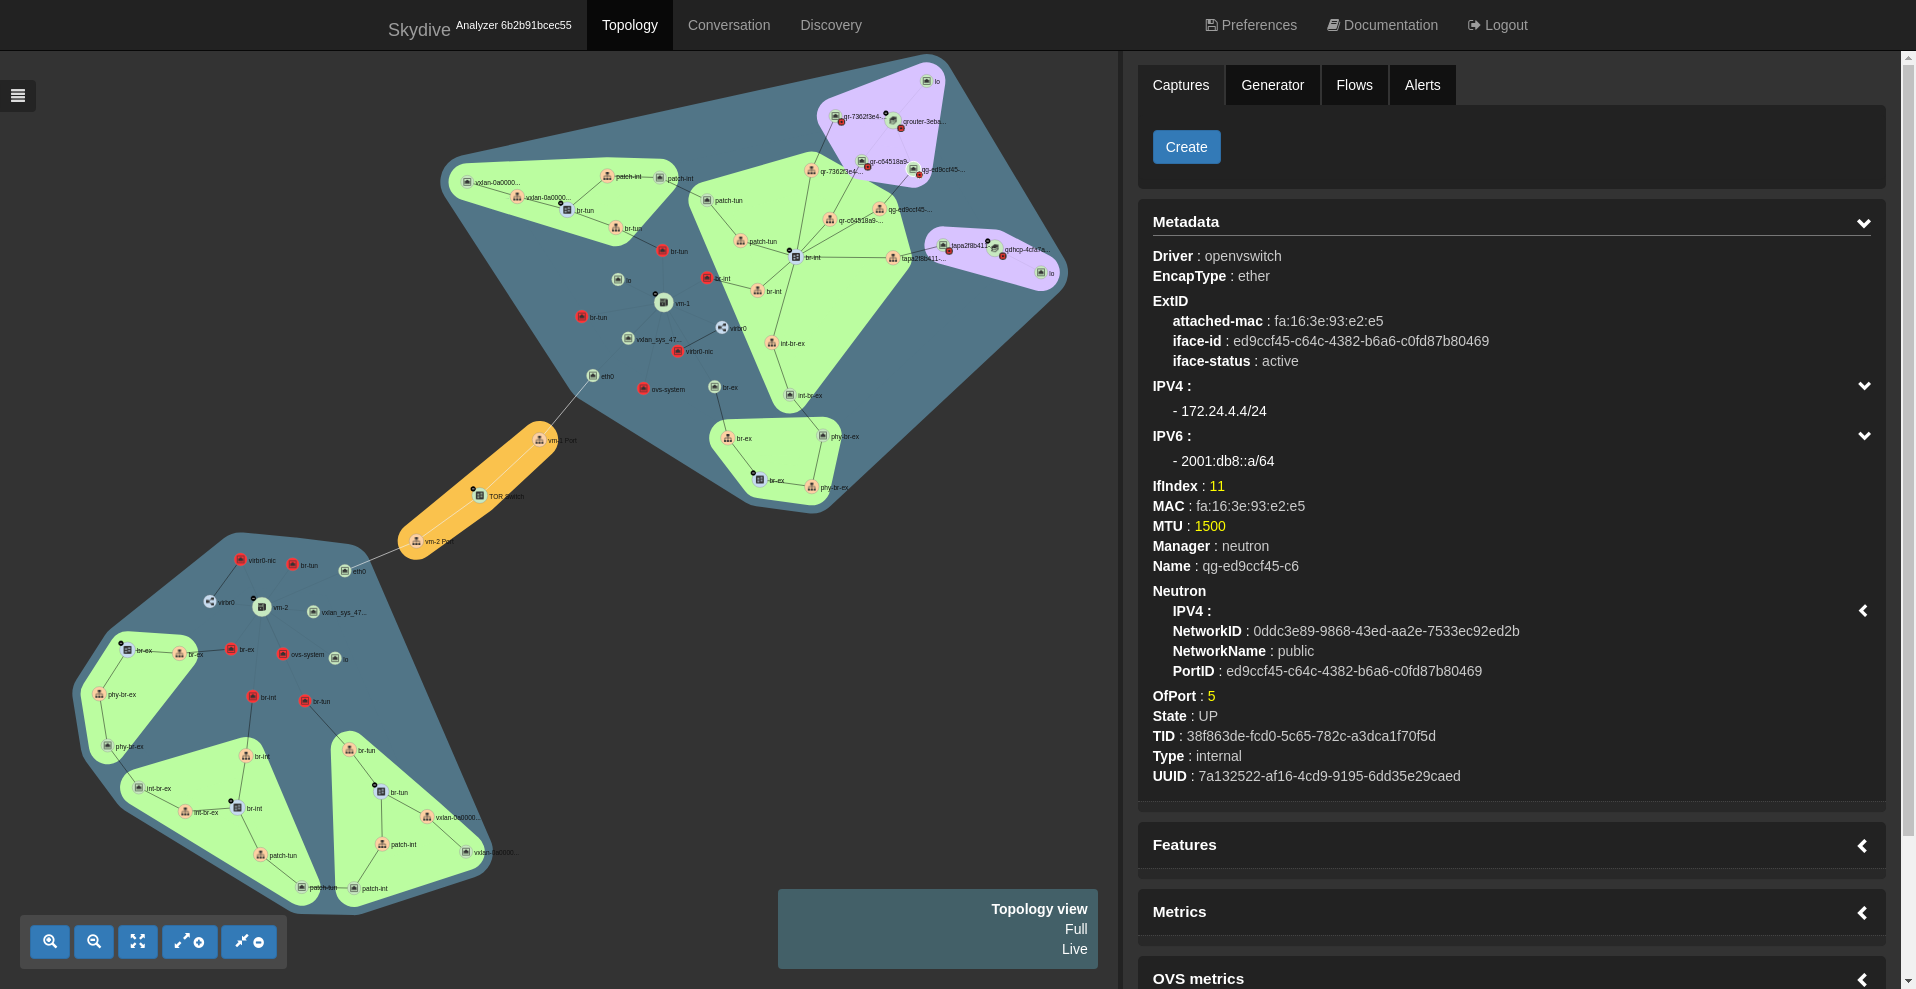 Skydive Analyzer 6b2b91bcec55
Topology
Conversation
Discovery
Preferences
Documentation
Logout
lo
qr-7362f3e4-...
qrouter-3eba...
qr-c64518a9-
qg-ed9ccf45-...
vxlan-0a0000...
vxlan-0a0000...
patch-int
patch-int
br-tun
br-tun
br-tun
qr-7362f3e4-...
patch-tun
qr-c64518a9-...
qg-ed9ccf45-...
patch-tun
br-int
tapa2f8b411-...
tapa2f8b411-
qdhcp-4cfa7a...
lo
br-int
br-int
lo
vm-1
br-tun
virbr0
vxlan_sys_47...
virbr0-nic
int-br-ex
eth0
ovs-system
br-ex
int-br-ex
br-ex
phy-br-ex
br-ex
phy-br-ex
vm-1 Port
TOR Switch
vm-2 Port
virbr0-nic
br-tun
eth0
virbr0
vm-2
vxlan_sys_47...
br-ex
br-ex
br-ex
ovs-system
lo
phy-br-ex
br-int
br-tun
phy-br-ex
br-int
br-tun
int-br-ex
int-br-ex
br-int
br-tun
vxlan-0a0000...
patch-tun
patch-int
vxlan-0a0000...
patch-tun
patch-int
Topology view
Full
Live
Captures
Generator
Flows
Alerts
Create
Metadata
Driver : openvswitch
EncapType : ether
ExtID
attached-mac : fa:16:3e:93:e2:e5
iface-id : ed9ccf45-c64c-4382-b6a6-c0fd87b80469
iface-status : active
IPV4 :
- 172.24.4.4/24
IPV6 :
- 2001:db8::a/64
IfIndex : 11
MAC : fa:16:3e:93:e2:e5
MTU : 1500
Manager : neutron
Name : qg-ed9ccf45-c6
Neutron
IPV4 :
NetworkID : 0ddc3e89-9868-43ed-aa2e-7533ec92ed2b
NetworkName : public
PortID : ed9ccf45-c64c-4382-b6a6-c0fd87b80469
OfPort : 5
State : UP
TID : 38f863de-fcd0-5c65-782c-a3dca1f70f5d
Type : internal
UUID : 7a132522-af16-4cd9-9195-6dd35e29caed
Features
Metrics
OVS metrics